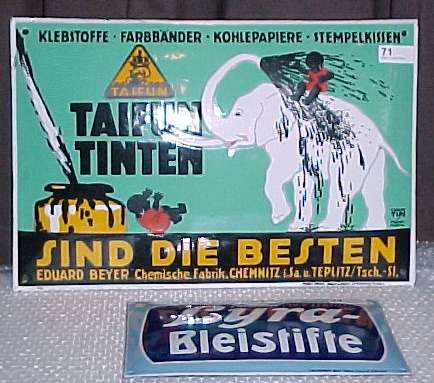 KLEBSTOFFE · FARBBÄNDER · KOHLEPAPIERE · STEMPELKISSEN
71
TAIFUN
TAIFUN
TINTEN
SIND DIE BESTEN
EDUARD BEYER Chemische Fabrik, CHEMNITZ i.Sa. u. TEPLITZ/Tsch.-Sl.
Byra-
Bleistifte